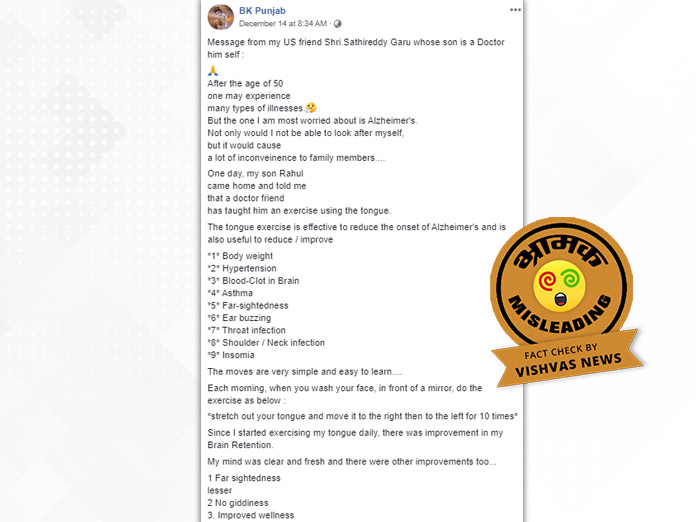 BK Punjab
December 14 at 8:34 AM ·
Message from my US friend Shri.Sathireddy Garu whose son is a Doctor
him self :
After the age of 50
one may experience
many types of illnesses.
But the one I am most worried about is Alzheimer's.
Not only would I not be able to look after myself,
but it would cause
a lot of inconveinence to family members....
One day, my son Rahul
came home and told me
that a doctor friend
has taught him an exercise using the tongue.
The tongue exercise is effective to reduce the onset of Alzheimer's and is
also useful to reduce / improve
*1* Body weight
*2* Hypertension
*3* Blood-Clot in Brain
*4* Asthma
*5* Far-sightedness
*6* Ear buzzing
*7* Throat infection
*8* Shoulder / Neck infection
*9* Insomia
The moves are very simple and easy to learn....
Each morning, when you wash your face, in front of a mirror, do the
exercise as below :
*stretch out your tongue and move it to the right then to the left for 10 times*
Since I started exercising my tongue daily, there was improvement in my
Brain Retention.
My mind was clear and fresh and there were other improvements too...
1 Far sightedness
lesser
2 No giddiness
3. Improved wellness
भ्रामक
MISLEADING
FACT CHECK BY
VISHVAS NEWS